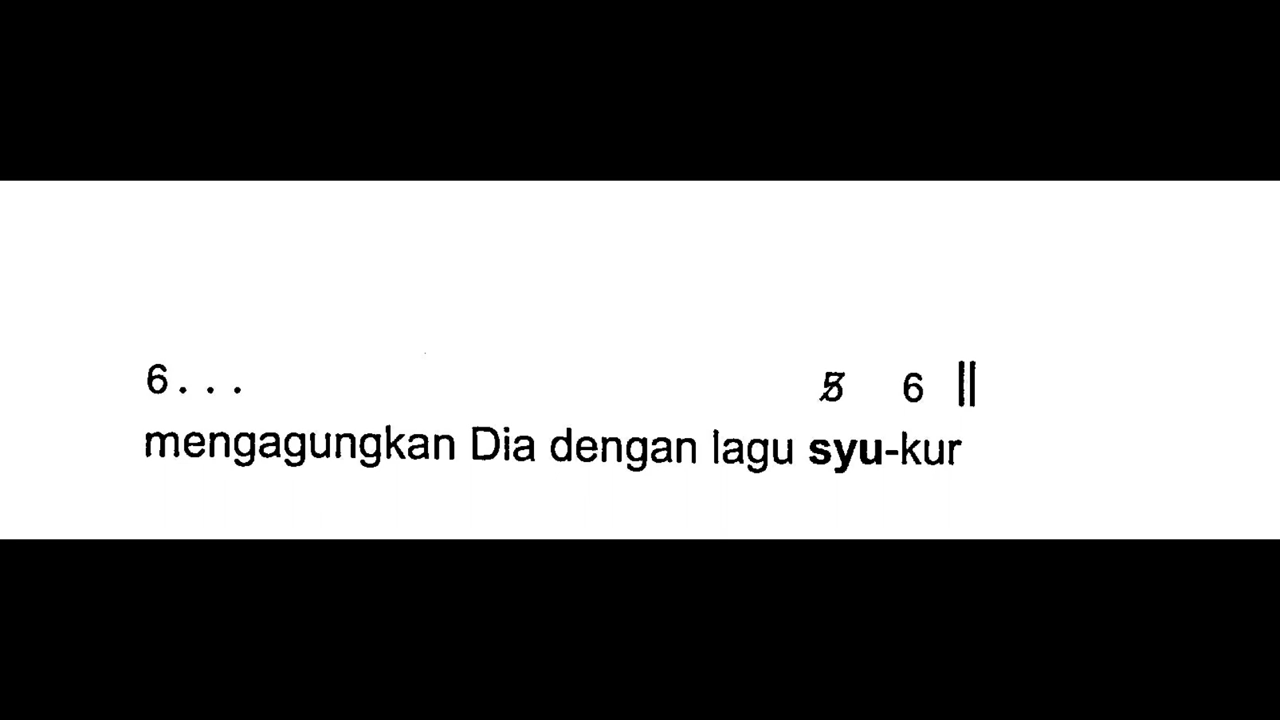 6 . . . 5̸ 6 ||
mengagungkan Dia dengan lagu syu-kur